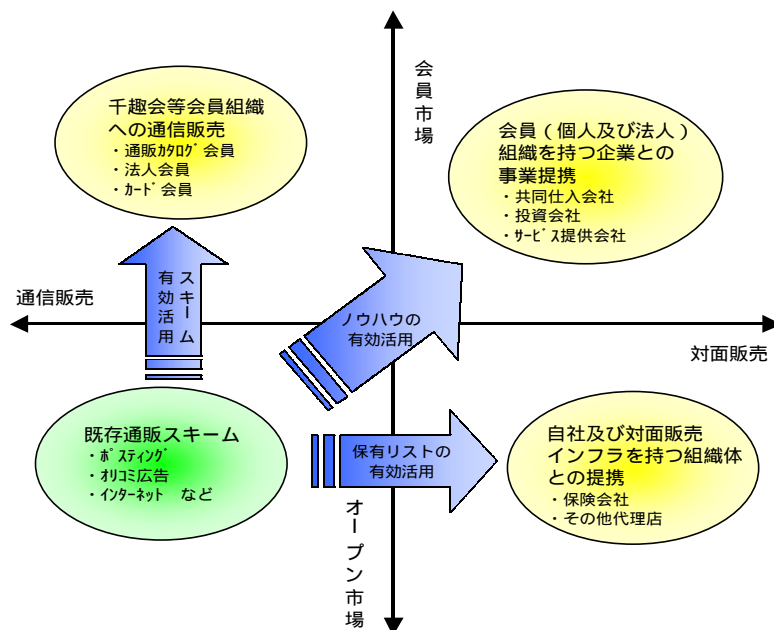 会員市場
千趣会等会員組織
への通信販売
・通販ｶﾀﾛｸﾞ会員
・法人会員
・ｶｰﾄﾞ会員
会員（個人及び法人）
組織を持つ企業との
事業提携
・共同仕入会社
・投資会社
・ｻｰﾋﾞｽ提供会社
スキーム
有効活用
通信販売
ノウハウの
有効活用
対面販売
既存通販スキーム
・ﾎﾟｽﾃｨﾝｸﾞ
・ｵﾘｺﾐ広告
・ｲﾝﾀｰﾈｯﾄ　など
保有リストの
有効活用
自社及び対面販売
インフラを持つ組織体
との提携
・保険会社
・その他代理店
オープン市場